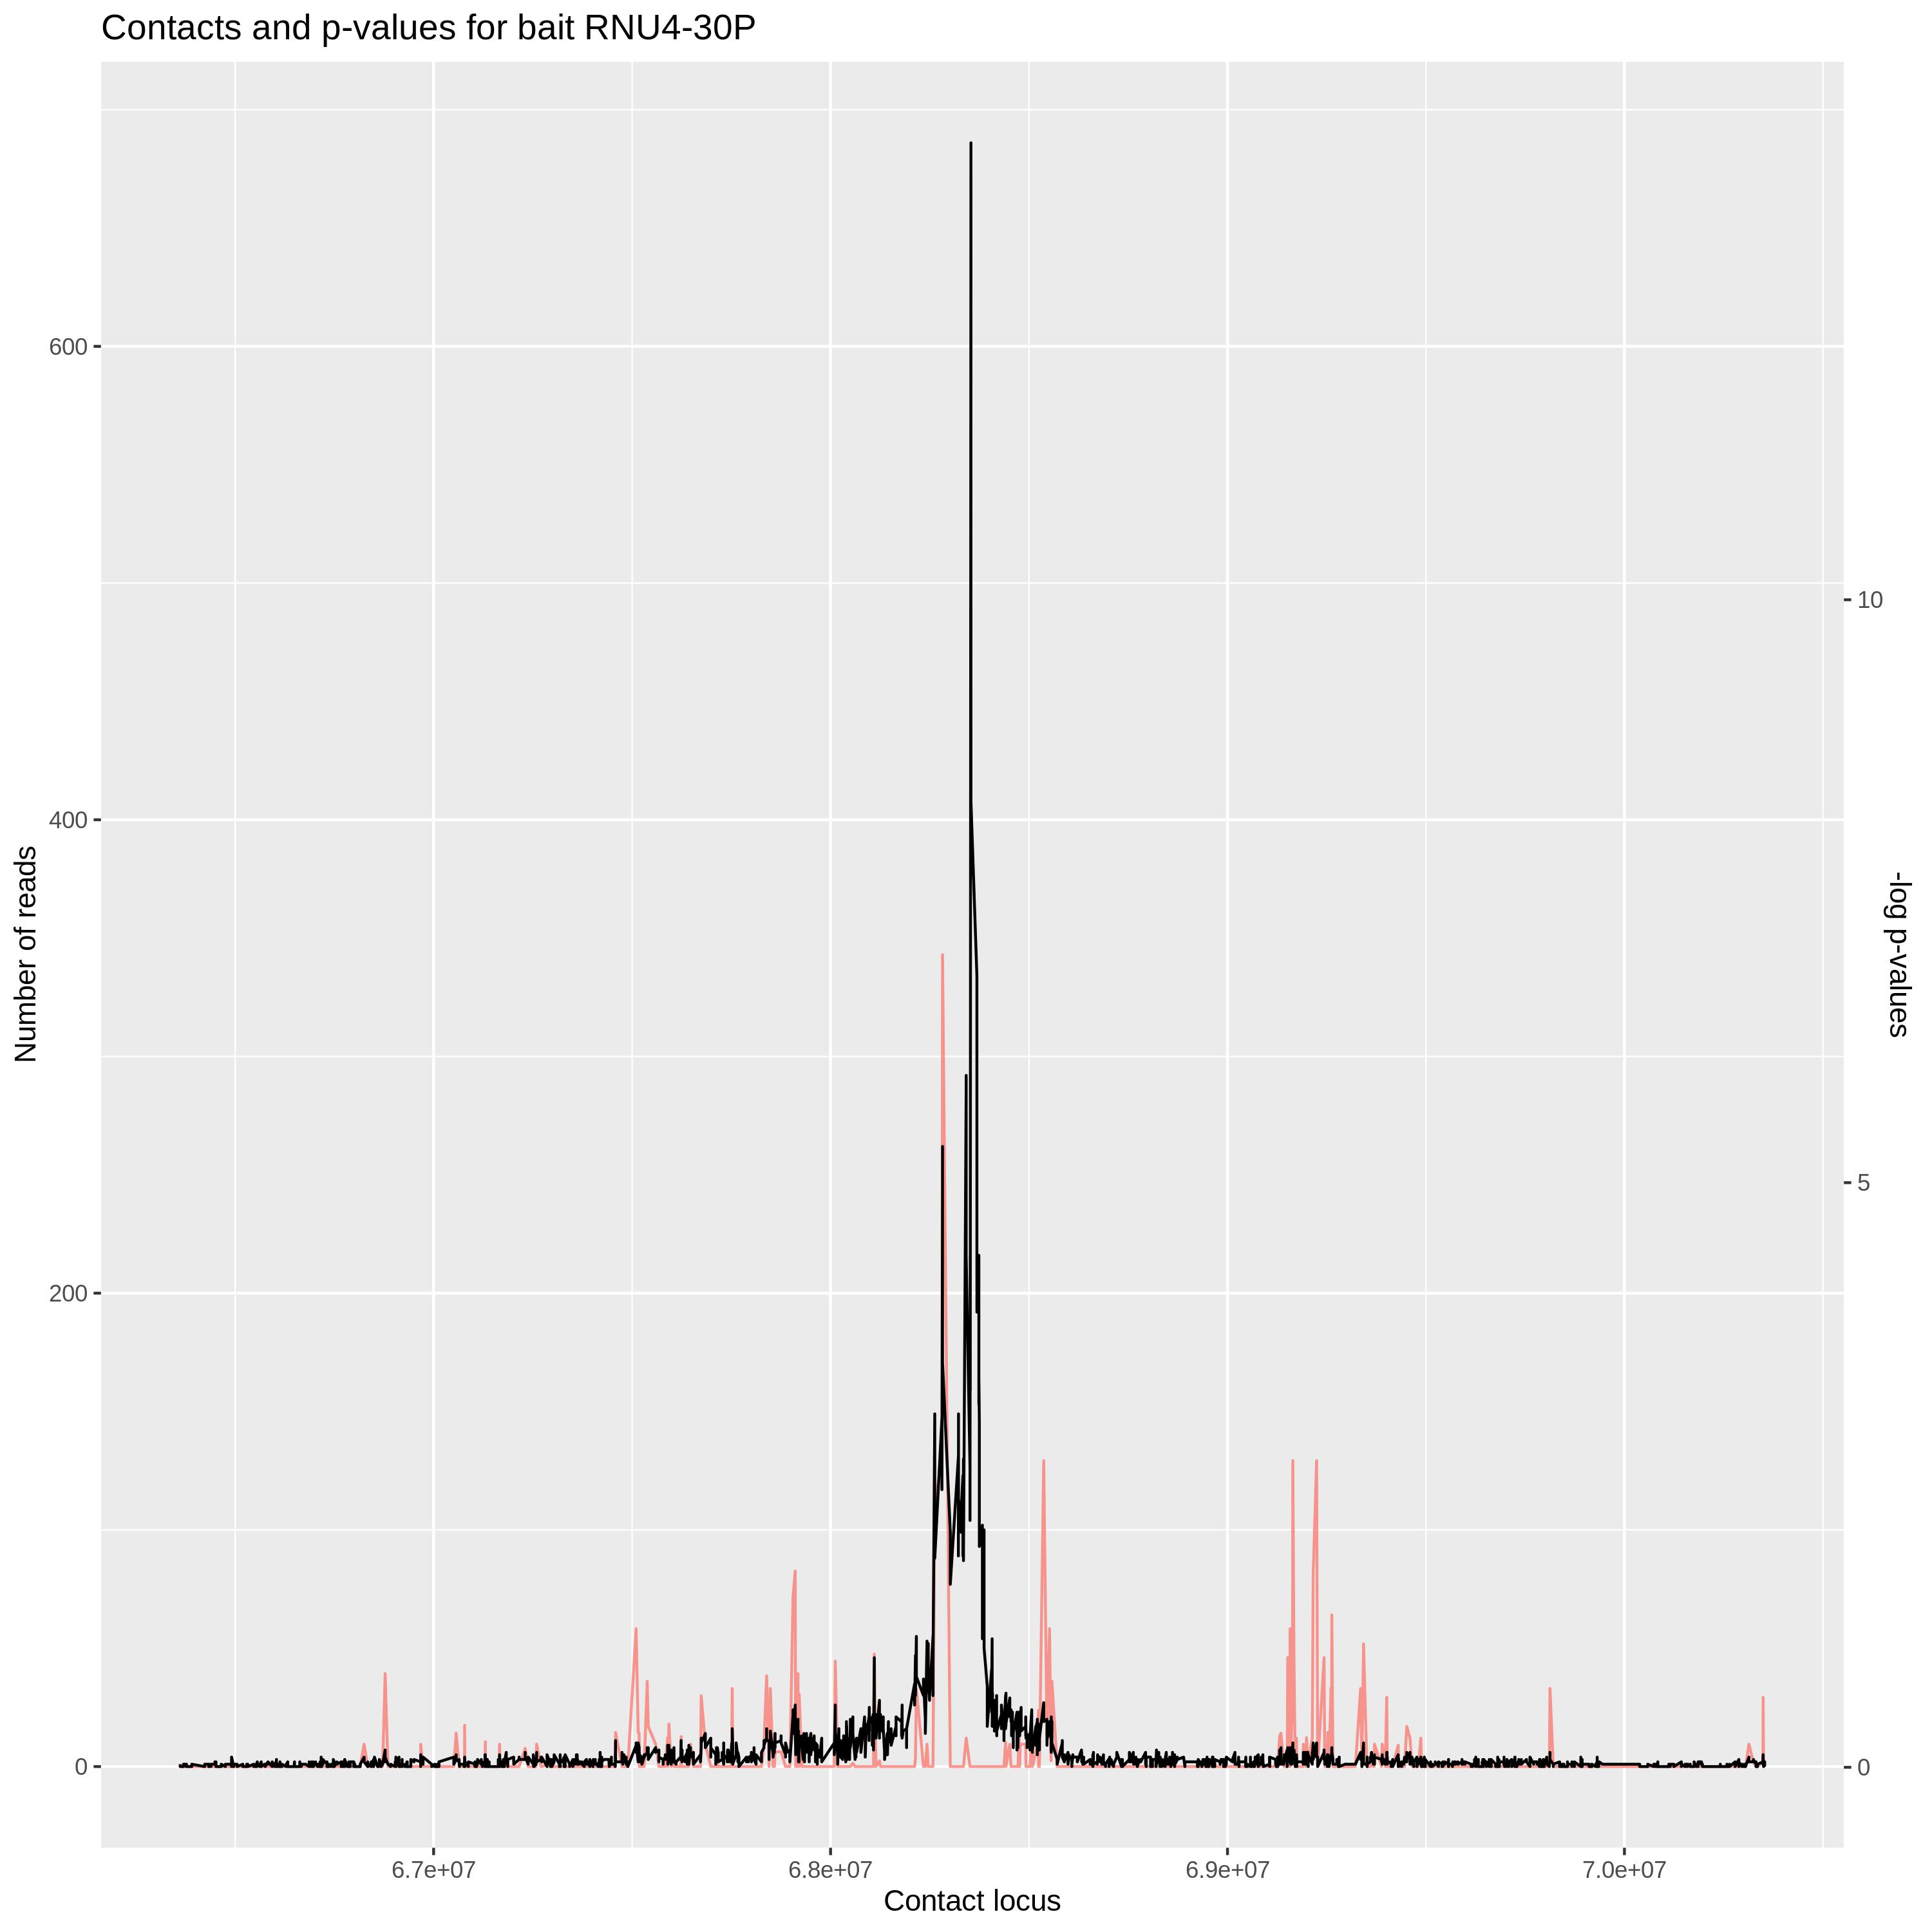 Contacts and p-values for bait RNU4-30P
600
400
200
0
Number of reads
10
5
0
-log p-values
6.7e+07 6.8e+07 6.9e+07 7.0e+07
Contact locus